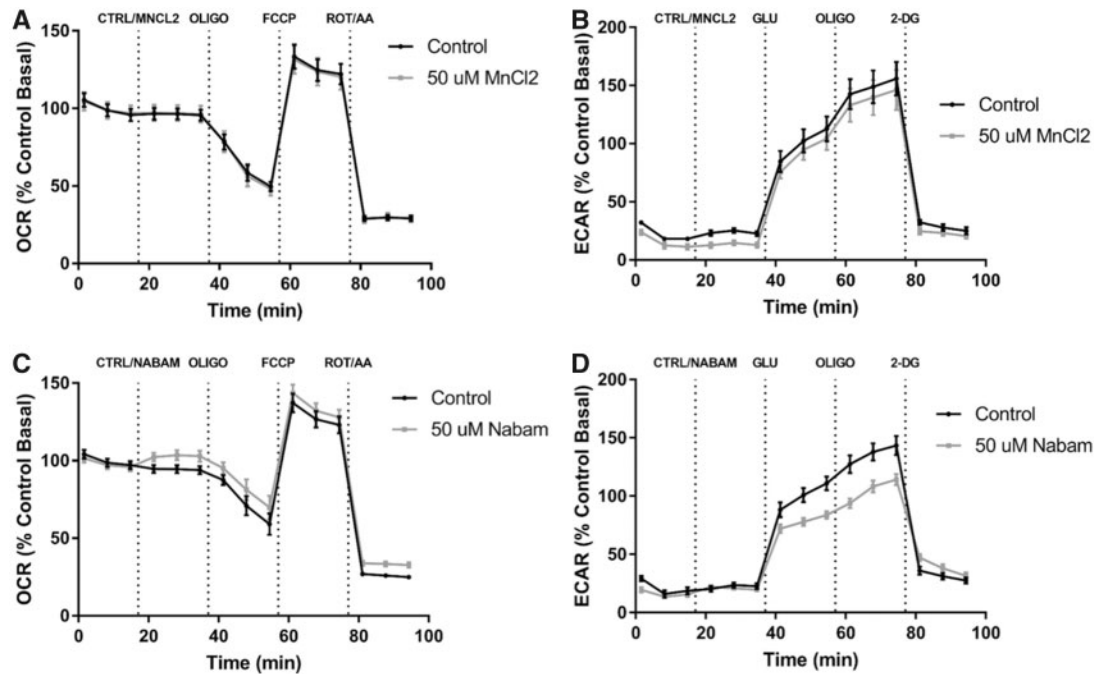 A
CTRL/MNCL2 OLIGO FCCP ROT/AA
150
100
50
0
OCR (% Control Basal)
Control
50 uM MnCl2
0 20 40 60 80 100
Time (min)
B
CTRL/MNCL2 GLU OLIGO 2-DG
200
150
100
50
0
ECAR (% Control Basal)
Control
50 uM MnCl2
0 20 40 60 80 100
Time (min)
C
CTRL/NABAM OLIGO FCCP ROT/AA
150
100
50
0
OCR (% Control Basal)
Control
50 uM Nabam
0 20 40 60 80 100
Time (min)
D
CTRL/NABAM GLU OLIGO 2-DG
200
150
100
50
0
ECAR (% Control Basal)
Control
50 uM Nabam
0 20 40 60 80 100
Time (min)